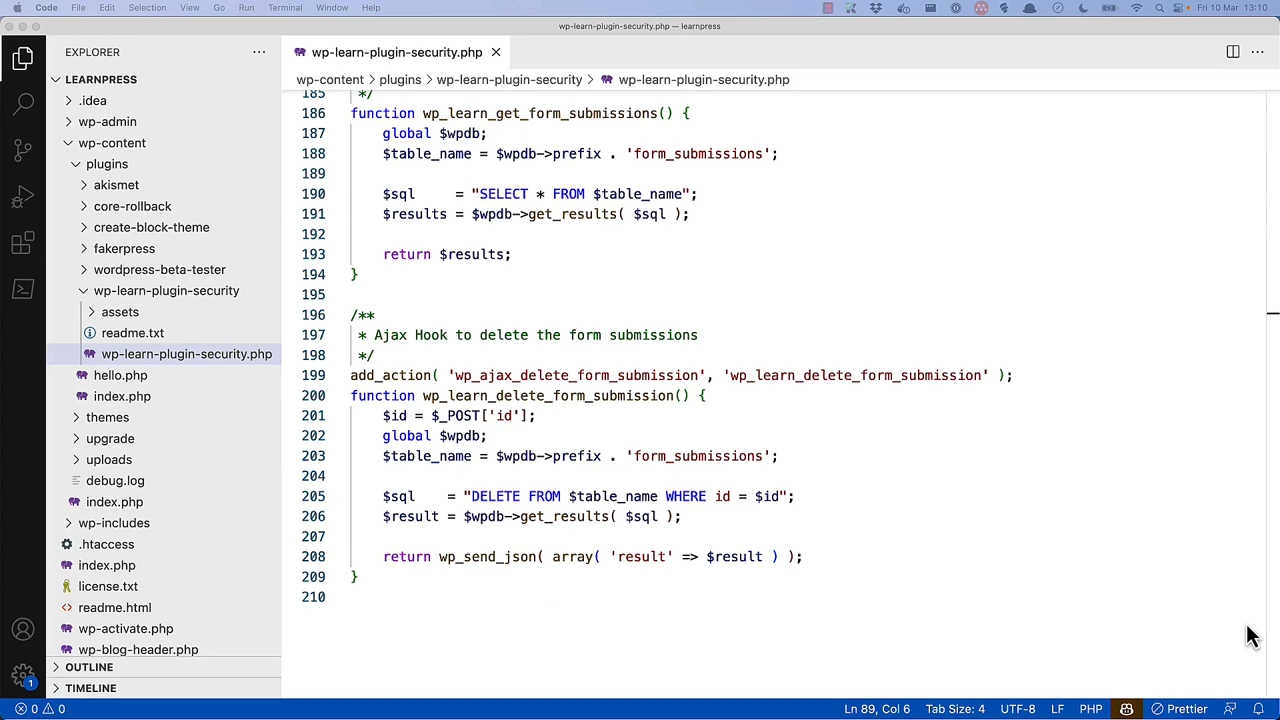 Code File Edit Selection View Go Run Terminal Window Help Fri 10 Mar 13:10
wp-learn-plugin-security.php — learnpress
EXPLORER
LEARNPRESS
.idea
wp-admin
wp-content
plugins
akismet
core-rollback
create-block-theme
fakerpress
wordpress-beta-tester
wp-learn-plugin-security
assets
readme.txt
wp-learn-plugin-security.php
hello.php
index.php
themes
upgrade
uploads
debug.log
index.php
wp-includes
.htaccess
index.php
license.txt
readme.html
wp-activate.php
wp-blog-header.php
OUTLINE
TIMELINE
wp-learn-plugin-security.php
wp-content > plugins > wp-learn-plugin-security > wp-learn-plugin-security.php
185 */
186 function wp_learn_get_form_submissions() {
187 global $wpdb;
188 $table_name = $wpdb->prefix . 'form_submissions';
189
190 $sql = "SELECT * FROM $table_name";
191 $results = $wpdb->get_results( $sql );
192
193 return $results;
194 }
195
196 /**
197 * Ajax Hook to delete the form submissions
198 */
199 add_action( 'wp_ajax_delete_form_submission', 'wp_learn_delete_form_submission' );
200 function wp_learn_delete_form_submission() {
201 $id = $_POST['id'];
202 global $wpdb;
203 $table_name = $wpdb->prefix . 'form_submissions';
204
205 $sql = "DELETE FROM $table_name WHERE id = $id";
206 $result = $wpdb->get_results( $sql );
207
208 return wp_send_json( array( 'result' => $result ) );
209 }
210
1
0 0 Ln 89, Col 6 Tab Size: 4 UTF-8 LF PHP Prettier